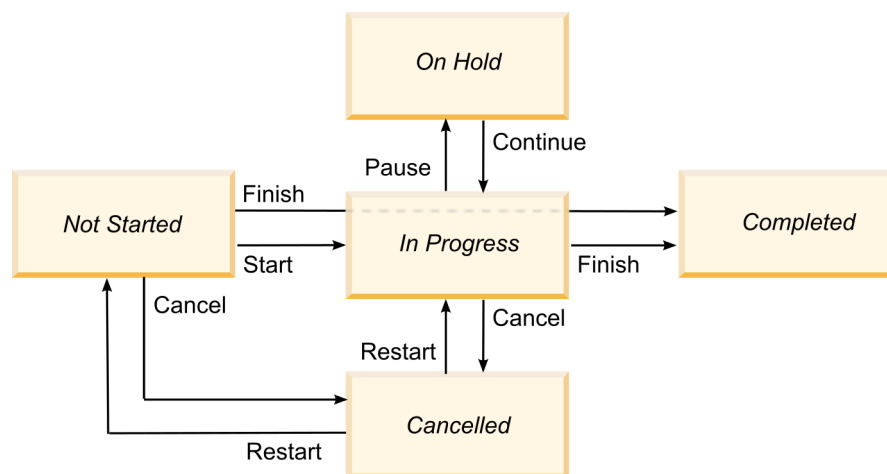 On Hold
Pause
Continue
Not Started
Finish
Start
In Progress
Finish
Completed
Cancel
Restart
Cancel
Cancelled
Restart